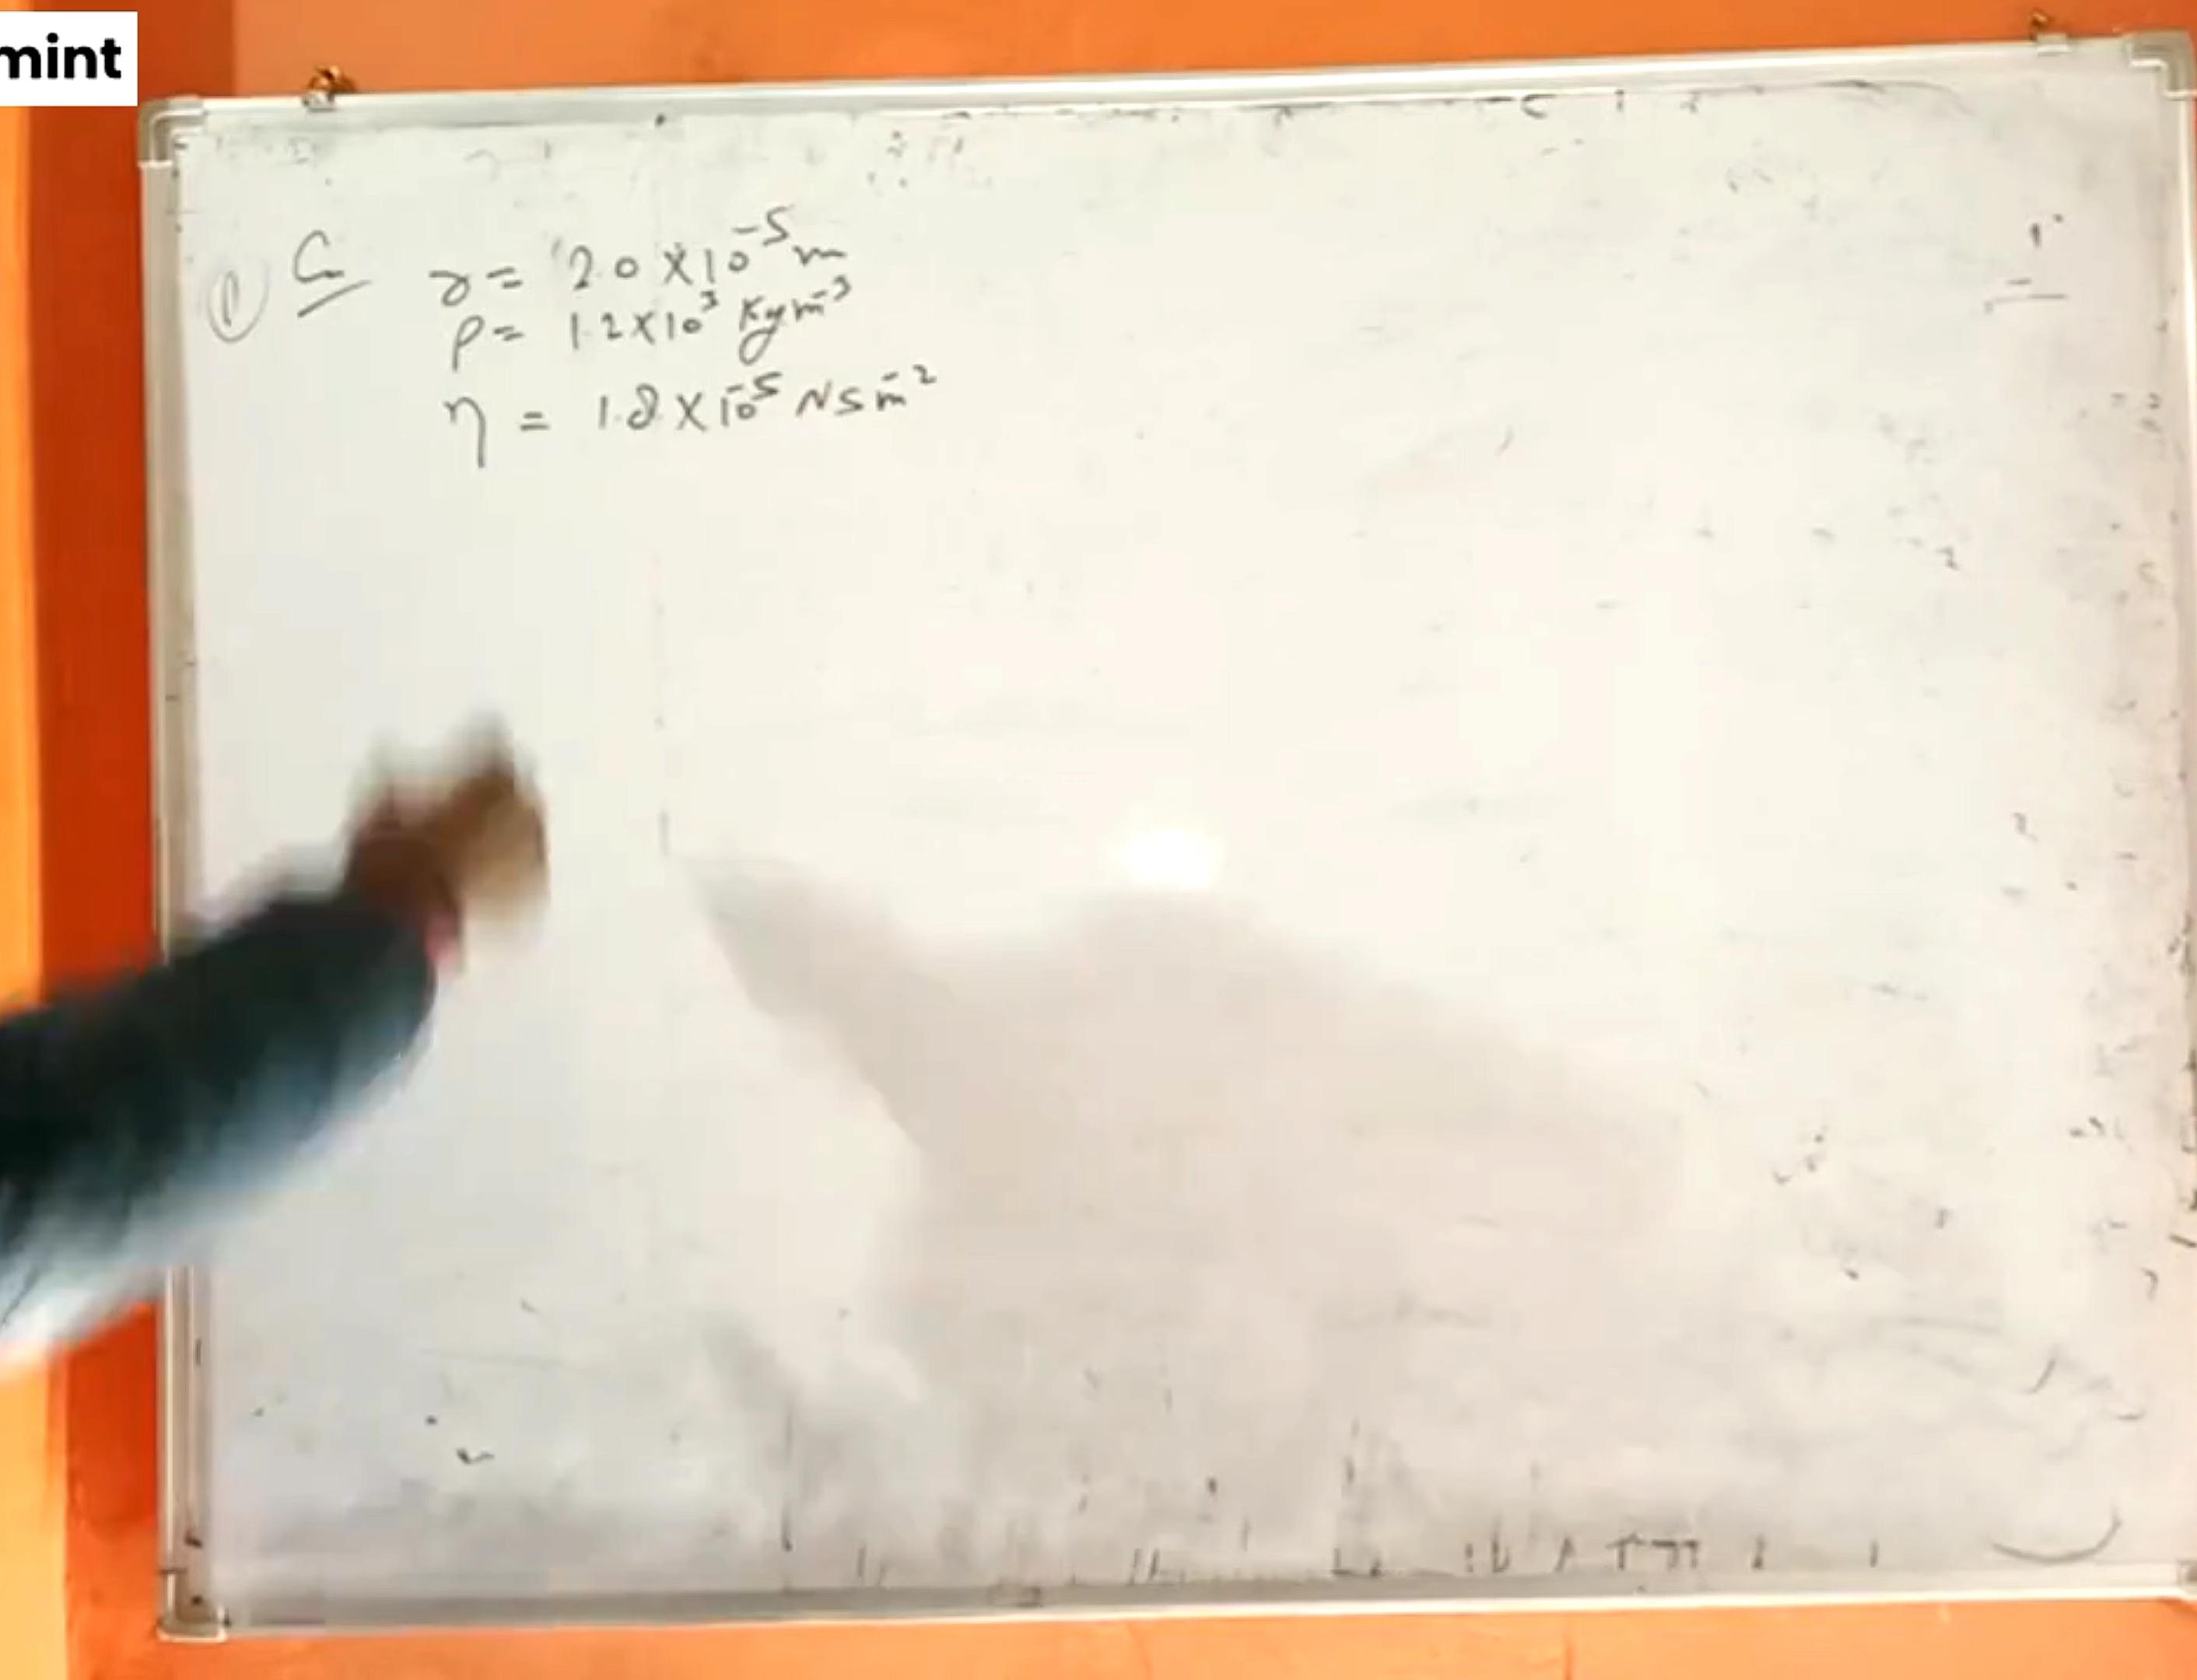 mint
① G r = 2.0 X 10⁻⁵ m
ρ = 1.2 X 10³ Kg m⁻³
η = 1.8 X 10⁻⁵ N S m⁻²